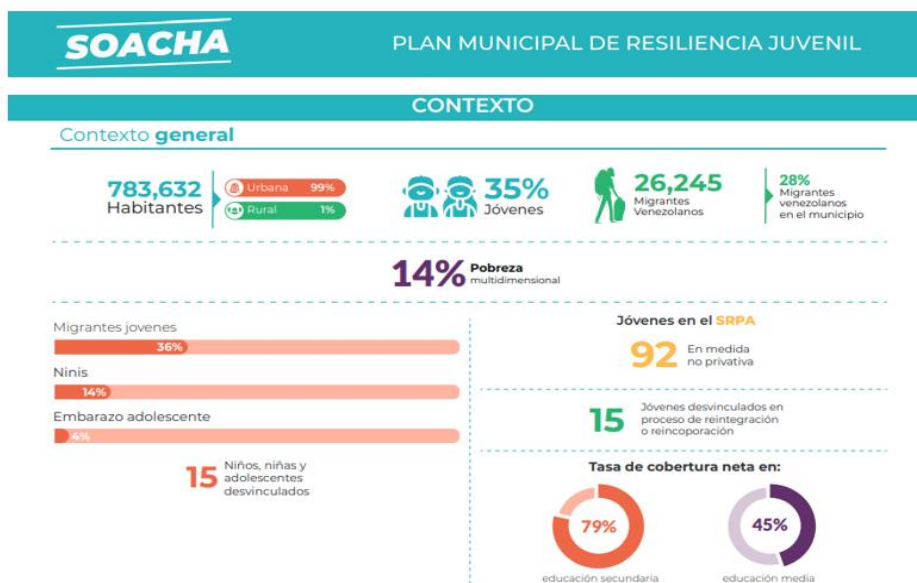 SOACHA
PLAN MUNICIPAL DE RESILIENCIA JUVENIL
CONTEXTO
Contexto general
783,632
Habitantes
Urbana 99%
Rural 1%
35%
Jóvenes
26,245
Migrantes
Venezolanos
28%
Migrantes
venezolanos
en el municipio
14%
Pobreza
multidimensional
Migrantes jovenes
36%
Ninis
14%
Embarazo adolescente
4%
15
Niños, niñas y
adolescentes
desvinculados
Jóvenes en el SRPA
92
En medida
no privativa
15
Jóvenes desvinculados en
proceso de reintegración
o reincoporación
Tasa de cobertura neta en:
79%
educación secundaria
45%
educación media